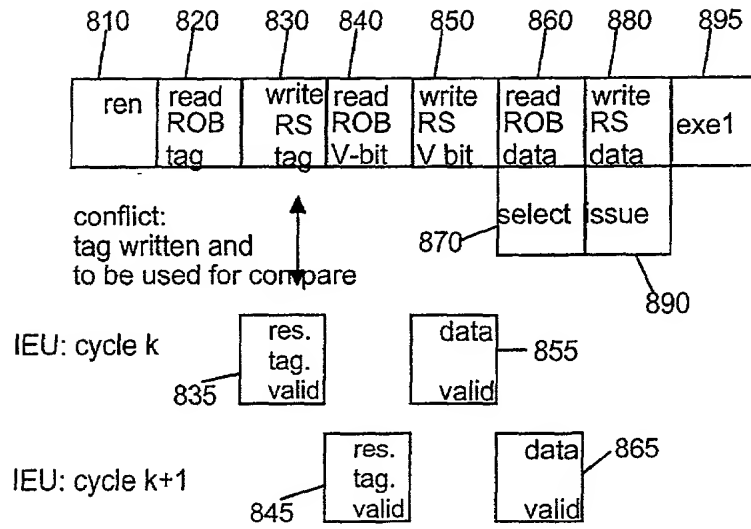 810 820 830 840 850 860 880 895
ren read write read write read write exe1
ROB RS ROB RS ROB RS
tag tag V-bit V bit data data
870 select issue
890
conflict:
tag written and
to be used for compare
IEU: cycle k
res. data
tag.
valid valid
835 855
IEU: cycle k+1
res. data
tag.
valid valid
845 865